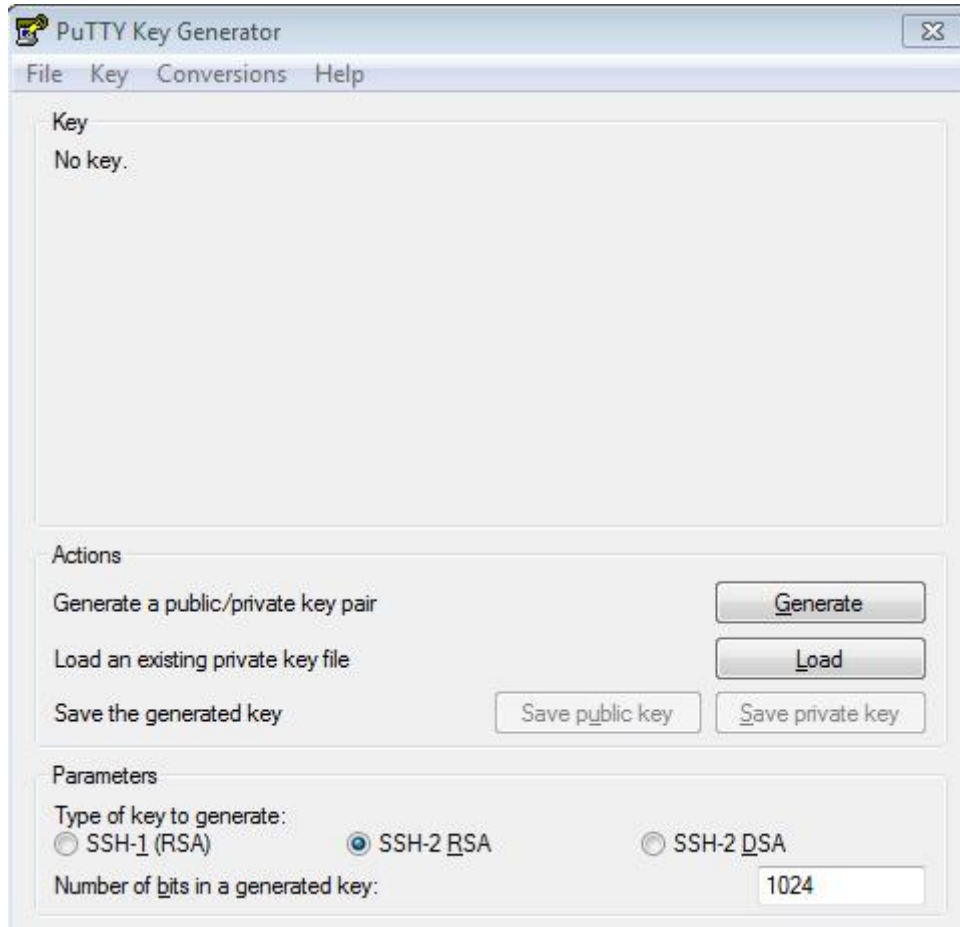 PuTTY Key Generator
File Key Conversions Help
Key
No key.
Actions
Generate a public/private key pair Generate
Load an existing private key file Load
Save the generated key Save public key Save private key
Parameters
Type of key to generate:
SSH-1 (RSA) SSH-2 RSA SSH-2 DSA
Number of bits in a generated key: 1024